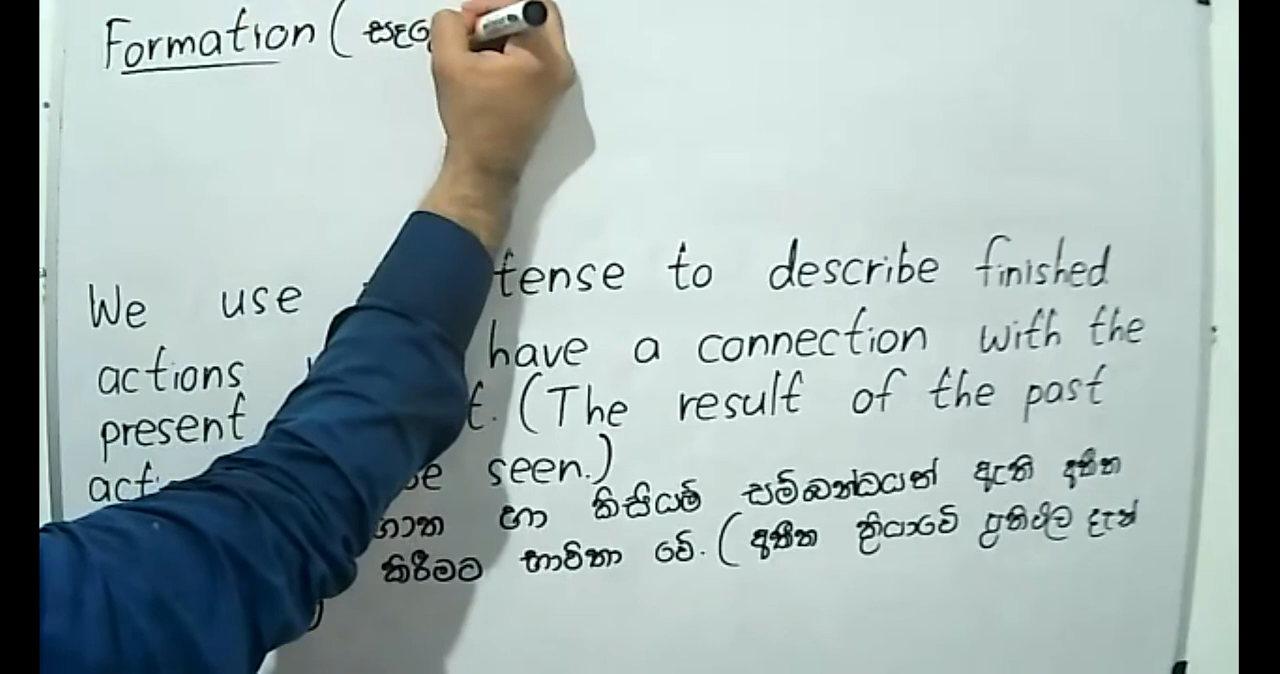 Formation (
We use tense to describe finished
actions have a connection with the
present (The result of the past
seen.)
හා කිසියම් සම්බන්ධයක් ඇති අතීත
කිරීමට භාවිතා වේ. (අතීත ක්‍රියාවේ ප්‍රතිඵල දැන්